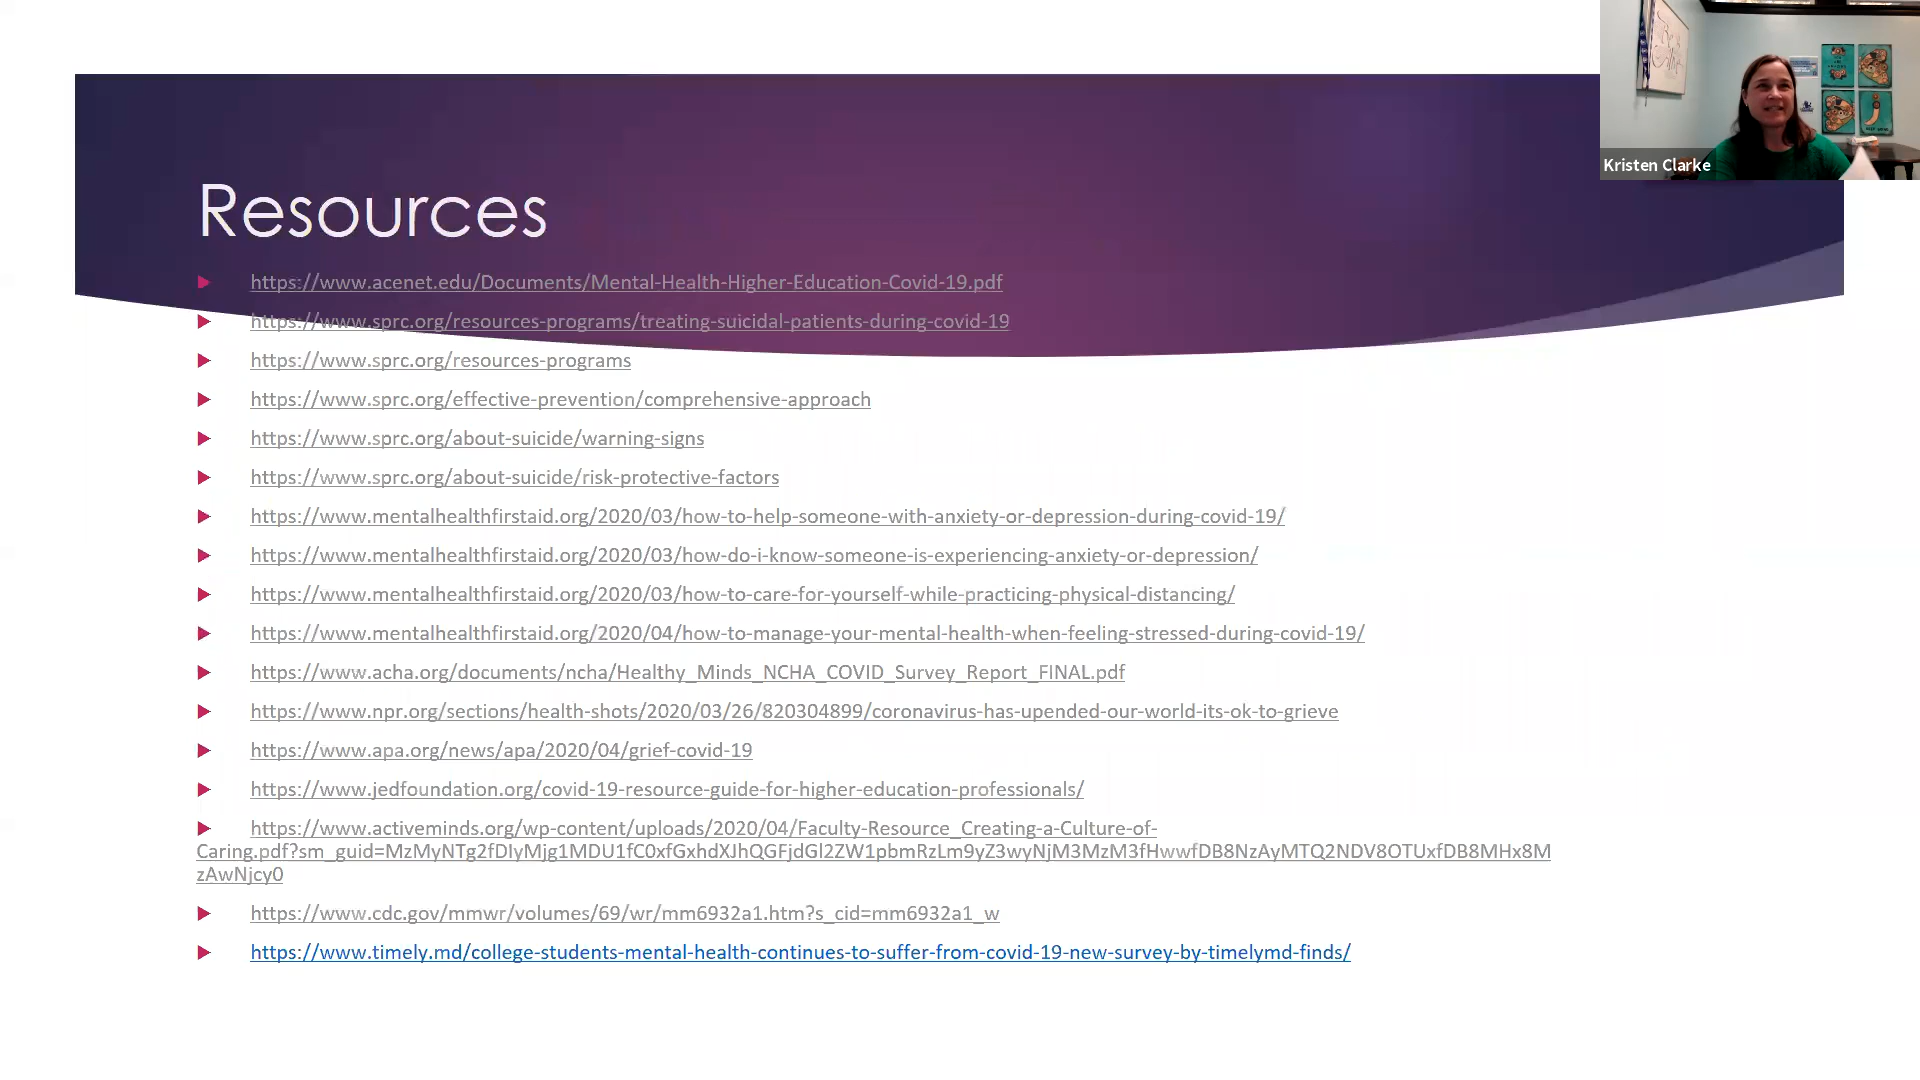 Kristen Clarke
Resources
https://www.acenet.edu/Documents/Mental-Health-Higher-Education-Covid-19.pdf
https://www.sprc.org/resources-programs/treating-suicidal-patients-during-covid-19
https://www.sprc.org/resources-programs
https://www.sprc.org/effective-prevention/comprehensive-approach
https://www.sprc.org/about-suicide/warning-signs
https://www.sprc.org/about-suicide/risk-protective-factors
https://www.mentalhealthfirstaid.org/2020/03/how-to-help-someone-with-anxiety-or-depression-during-covid-19/
https://www.mentalhealthfirstaid.org/2020/03/how-do-i-know-someone-is-experiencing-anxiety-or-depression/
https://www.mentalhealthfirstaid.org/2020/03/how-to-care-for-yourself-while-practicing-physical-distancing/
https://www.mentalhealthfirstaid.org/2020/04/how-to-manage-your-mental-health-when-feeling-stressed-during-covid-19/
https://www.acha.org/documents/ncha/Healthy_Minds_NCHA_COVID_Survey_Report_FINAL.pdf
https://www.npr.org/sections/health-shots/2020/03/26/820304899/coronavirus-has-upended-our-world-its-ok-to-grieve
https://www.apa.org/news/apa/2020/04/grief-covid-19
https://www.jedfoundation.org/covid-19-resource-guide-for-higher-education-professionals/
https://www.activeminds.org/wp-content/uploads/2020/04/Faculty-Resource_Creating-a-Culture-of-
Caring.pdf?sm_guid=MzMyNTg2fDIyMjg1MDU1fC0xfGxhdXJhQGFjdGl2ZW1pbmRzLm9yZ3wyNjM3MzM3fHwwfDB8NzAyMTQ2NDV8OTUxfDB8MHx8M
zAwNjcy0
https://www.cdc.gov/mmwr/volumes/69/wr/mm6932a1.htm?s_cid=mm6932a1_w
https://www.timely.md/college-students-mental-health-continues-to-suffer-from-covid-19-new-survey-by-timelymd-finds/